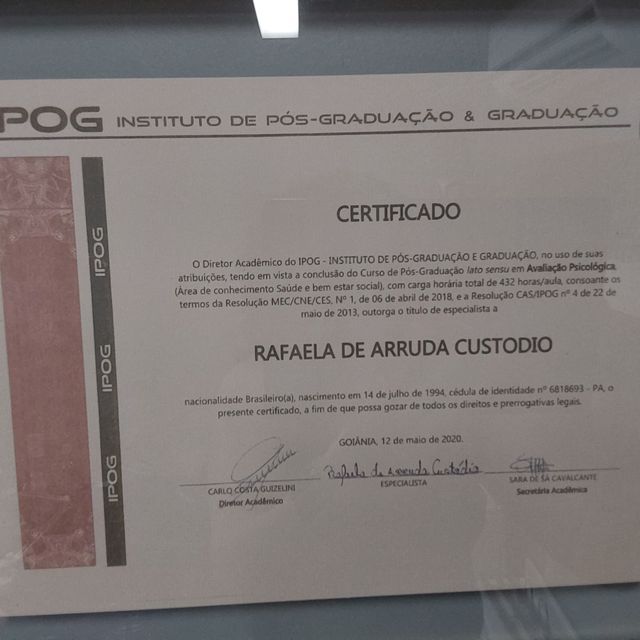 IPOG INSTITUTO DE PÓS-GRADUAÇÃO & GRADUAÇÃO
IPOG
IPOG
IPOG
CERTIFICADO
O Diretor Acadêmico do IPOG - INSTITUTO DE PÓS-GRADUAÇÃO E GRADUAÇÃO, no uso de suas
atribuições, tendo em vista a conclusão do Curso de Pós-Graduação lato sensu em Avaliação Psicológica,
(Área de conhecimento Saúde e bem estar social), com carga horária total de 432 horas/aula, consoante os
termos da Resolução MEC/CNE/CES, Nº 1, de 06 de abril de 2018, e a Resolução CAS/IPOG nº 4 de 22 de
maio de 2013, outorga o título de especialista a
RAFAELA DE ARRUDA CUSTODIO
nacionalidade Brasileiro(a), nascimento em 14 de julho de 1994, cédula de identidade nº 6818693 - PA, o
presente certificado, a fim de que possa gozar de todos os direitos e prerrogativas legais.
GOIÂNIA, 12 de maio de 2020.
Rafaela de Arruda Custódio
CARLO COSTA GUIZELINI ESPECIALISTA SARA DE SÁ CAVALCANTE
Diretor Acadêmico Secretária Acadêmica